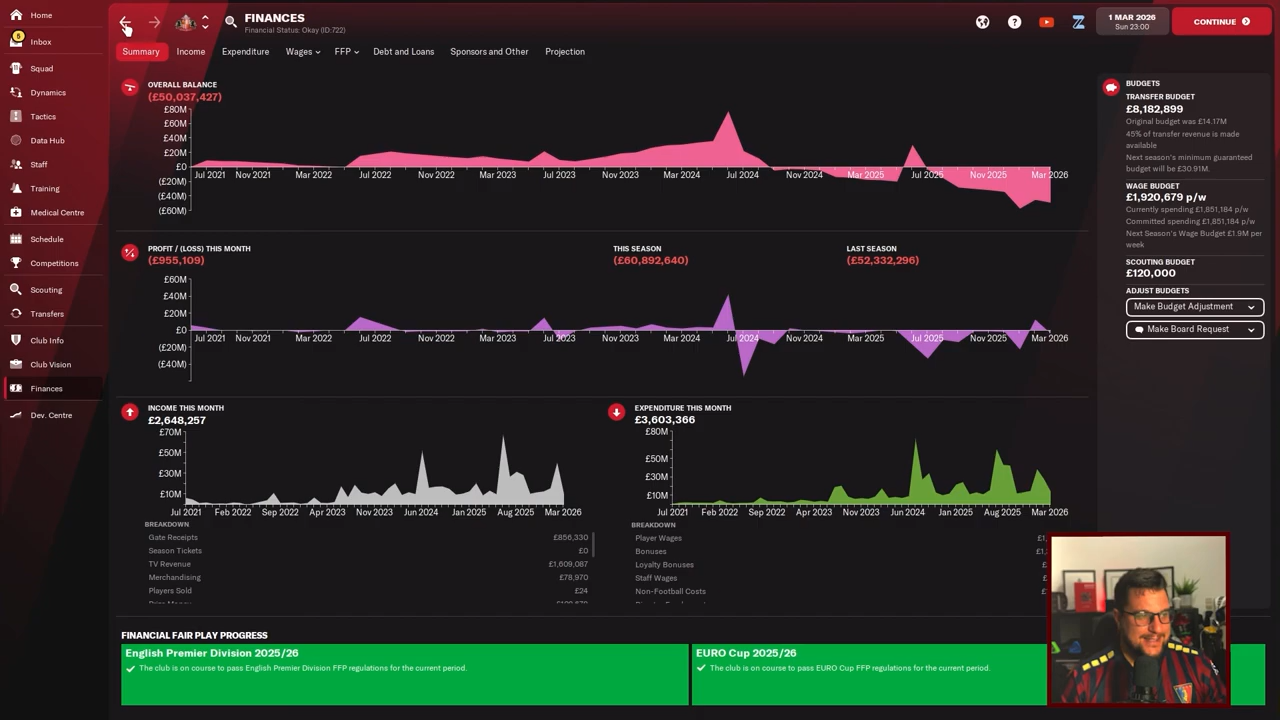 Home
5
Inbox
Squad
Dynamics
Tactics
Data Hub
Staff
Training
Medical Centre
Schedule
Competitions
Scouting
Transfers
Club Info
Club Vision
Finances
Dev. Centre
FINANCES
Financial Status: Okay (ID:722)
1 MAR 2026
Sun 23:00
CONTINUE
Summary
Income
Expenditure
Wages
FFP
Debt and Loans
Sponsors and Other
Projection
OVERALL BALANCE
(£50,037,427)
£80M
£60M
£40M
£20M
£0
(£20M)
(£40M)
(£60M)
Jul 2021 Nov 2021 Mar 2022 Jul 2022 Nov 2022 Mar 2023 Jul 2023 Nov 2023 Mar 2024 Jul 2024 Nov 2024 Mar 2025 Jul 2025 Nov 2025 Mar 2026
PROFIT / (LOSS) THIS MONTH
(£955,109)
THIS SEASON
(£60,892,640)
LAST SEASON
(£52,332,296)
£60M
£40M
£20M
£0
(£20M)
(£40M)
Jul 2021 Nov 2021 Mar 2022 Jul 2022 Nov 2022 Mar 2023 Jul 2023 Nov 2023 Mar 2024 Jul 2024 Nov 2024 Mar 2025 Jul 2025 Nov 2025 Mar 2026
INCOME THIS MONTH
£2,648,257
£70M
£50M
£30M
£10M
Jul 2021 Feb 2022 Sep 2022 Apr 2023 Nov 2023 Jun 2024 Jan 2025 Aug 2025 Mar 2026
BREAKDOWN
Gate Receipts £856,330
Season Tickets £0
TV Revenue £1,609,087
Merchandising £78,970
Players Sold £24
EXPENDITURE THIS MONTH
£3,603,366
£80M
£50M
£30M
£10M
Jul 2021 Feb 2022 Sep 2022 Apr 2023 Nov 2023 Jun 2024 Jan 2025 Aug 2025 Mar 2026
BREAKDOWN
Player Wages
Bonuses
Loyalty Bonuses
Staff Wages
Non-Football Costs
BUDGETS
TRANSFER BUDGET
£8,182,899
Original budget was £14.17M
45% of transfer revenue is made
available
Next season's minimum guaranteed
budget will be £30.91M.
WAGE BUDGET
£1,920,679 p/w
Currently spending £1,851,184 p/w
Committed spending £1,851,184 p/w
Next Season's Wage Budget £1.9M per
week
SCOUTING BUDGET
£120,000
ADJUST BUDGETS
Make Budget Adjustment
Make Board Request
FINANCIAL FAIR PLAY PROGRESS
English Premier Division 2025/26
The club is on course to pass English Premier Division FFP regulations for the current period.
EURO Cup 2025/26
The club is on course to pass EURO Cup FFP regulations for the current period.